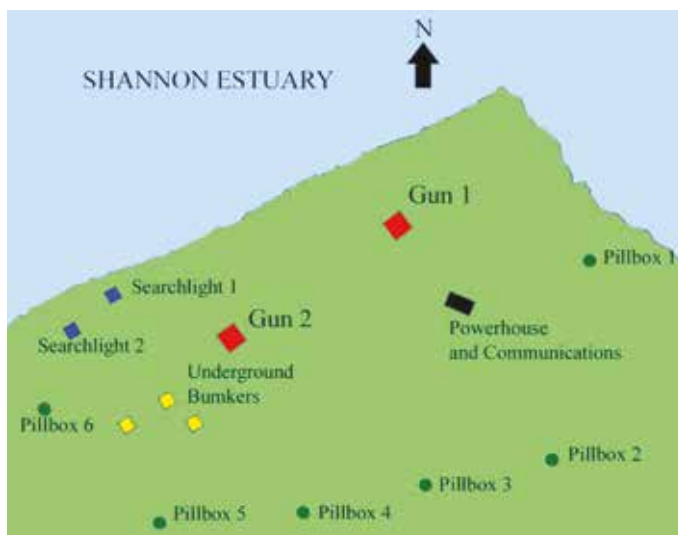 N
SHANNON ESTUARY
Gun 1
Pillbox 1
Searchlight 1
Gun 2
Powerhouse
and Communications
Searchlight 2
Underground
Bumkers
Pillbox 6
Pillbox 2
Pillbox 3
Pillbox 4
Pillbox 5